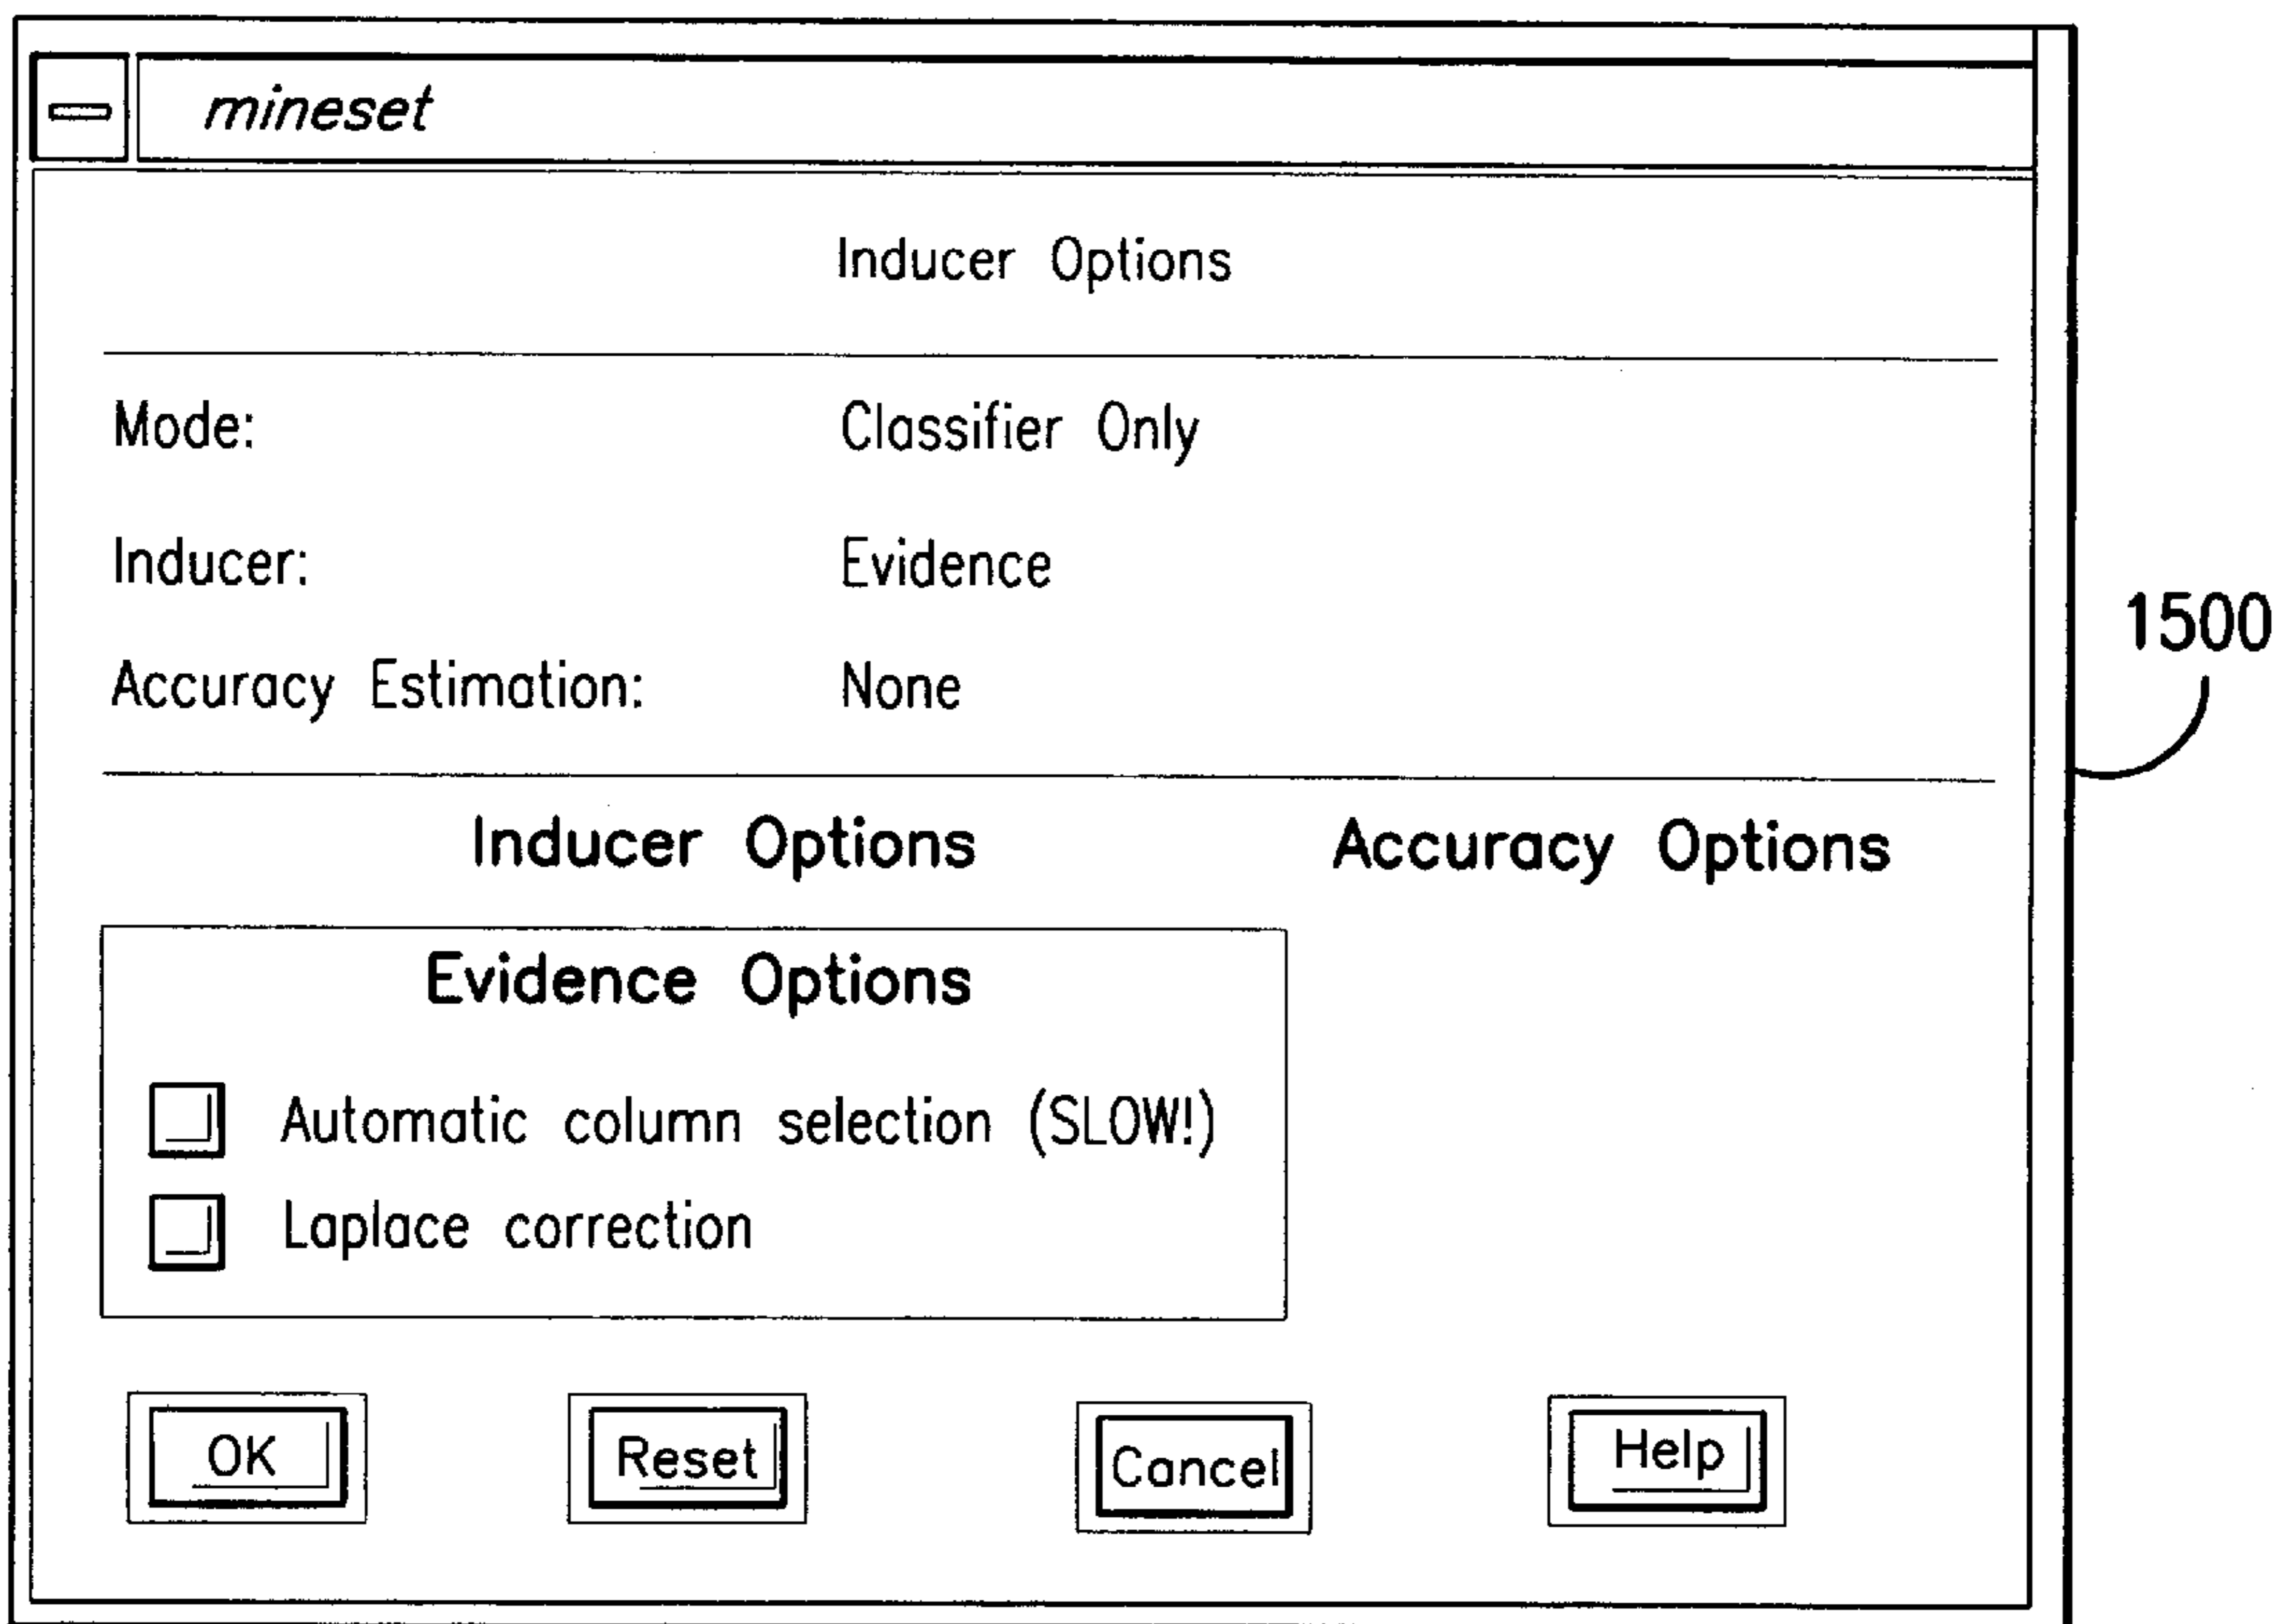 mineset
Inducer Options
Mode: Classifier Only
Inducer: Evidence
1500
Accuracy Estimation: None
Inducer Options Accuracy Options
Evidence Options
Automatic column selection (SLOW!)
Laplace correction
OK Reset Cancel Help